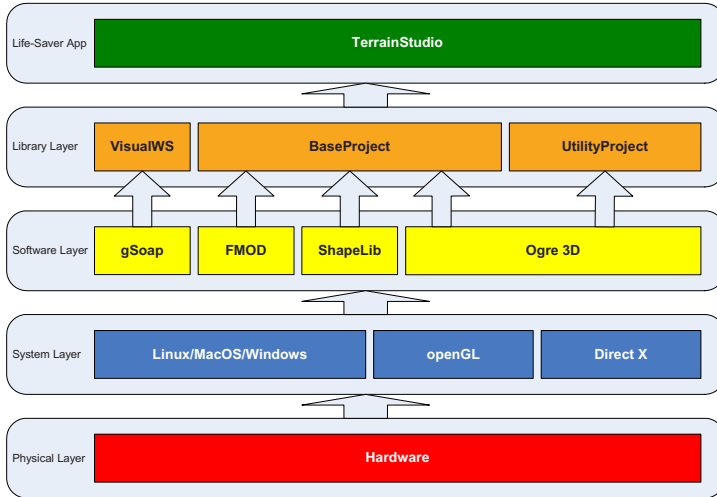 Life-Saver App
TerrainStudio
Library Layer
VisualWS
BaseProject
UtilityProject
Software Layer
gSoap
FMOD
ShapeLib
Ogre 3D
System Layer
Linux/MacOS/Windows
openGL
Direct X
Physical Layer
Hardware